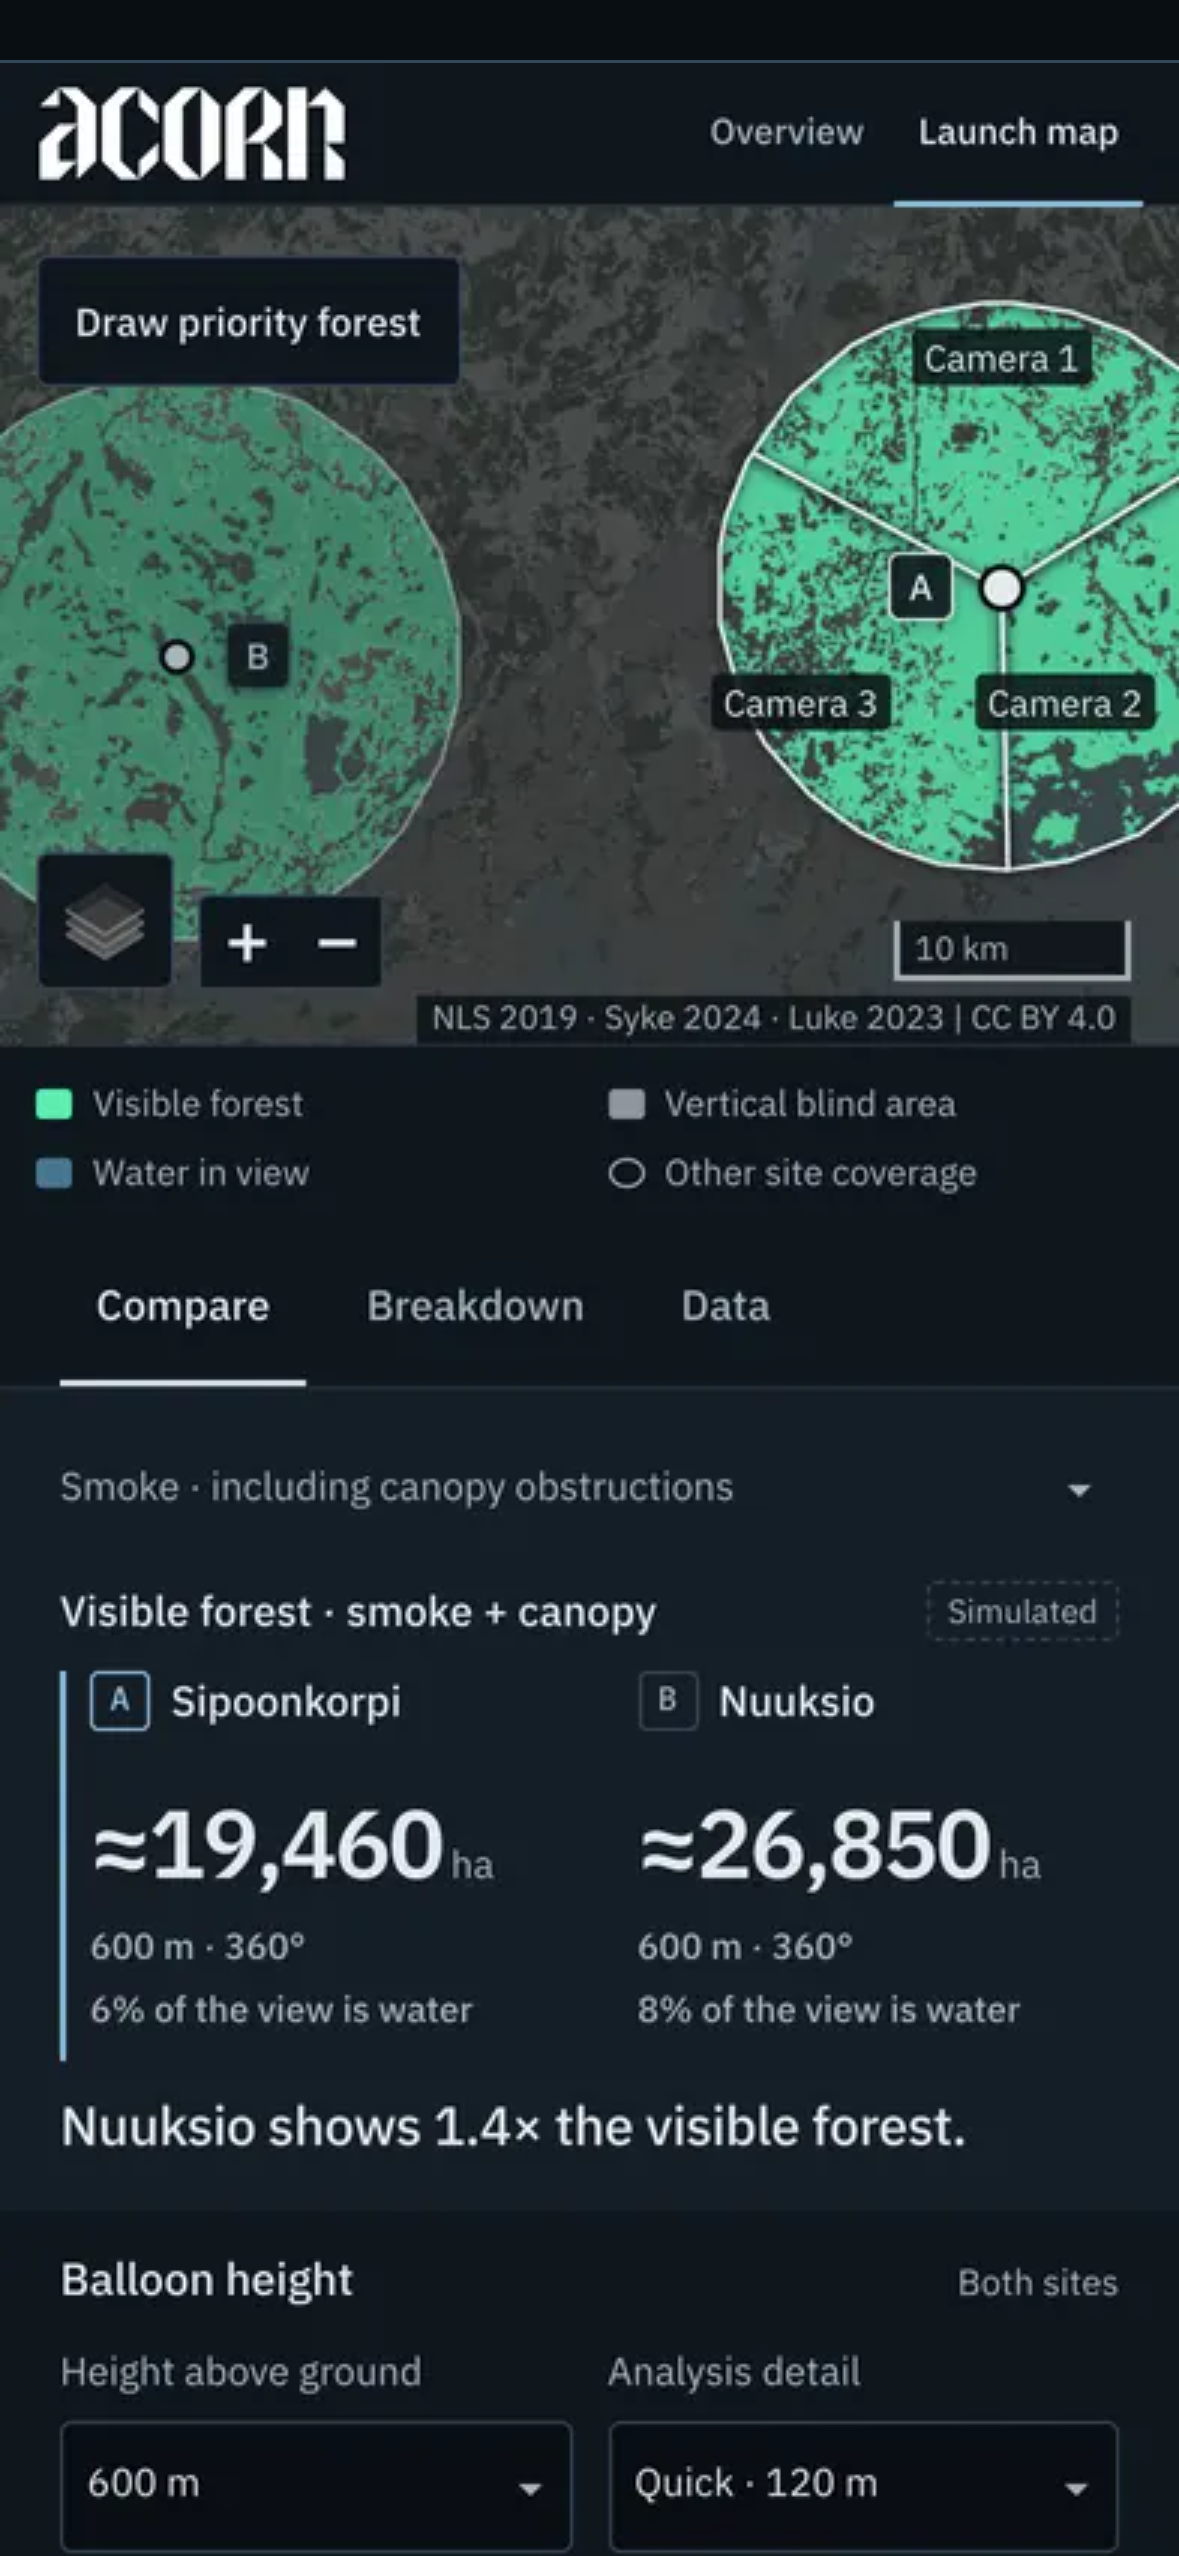 acorn
Overview
Launch map
Draw priority forest
Camera 1
A
B
Camera 3
Camera 2
+ −
10 km
NLS 2019 · Syke 2024 · Luke 2023 | CC BY 4.0
Visible forest
Vertical blind area
Water in view
Other site coverage
Compare
Breakdown
Data
Smoke · including canopy obstructions
Visible forest · smoke + canopy
Simulated
A Sipoonkorpi
B Nuuksio
≈19,460 ha
≈26,850 ha
600 m · 360°
600 m · 360°
6% of the view is water
8% of the view is water
Nuuksio shows 1.4× the visible forest.
Balloon height
Both sites
Height above ground
Analysis detail
600 m
Quick · 120 m